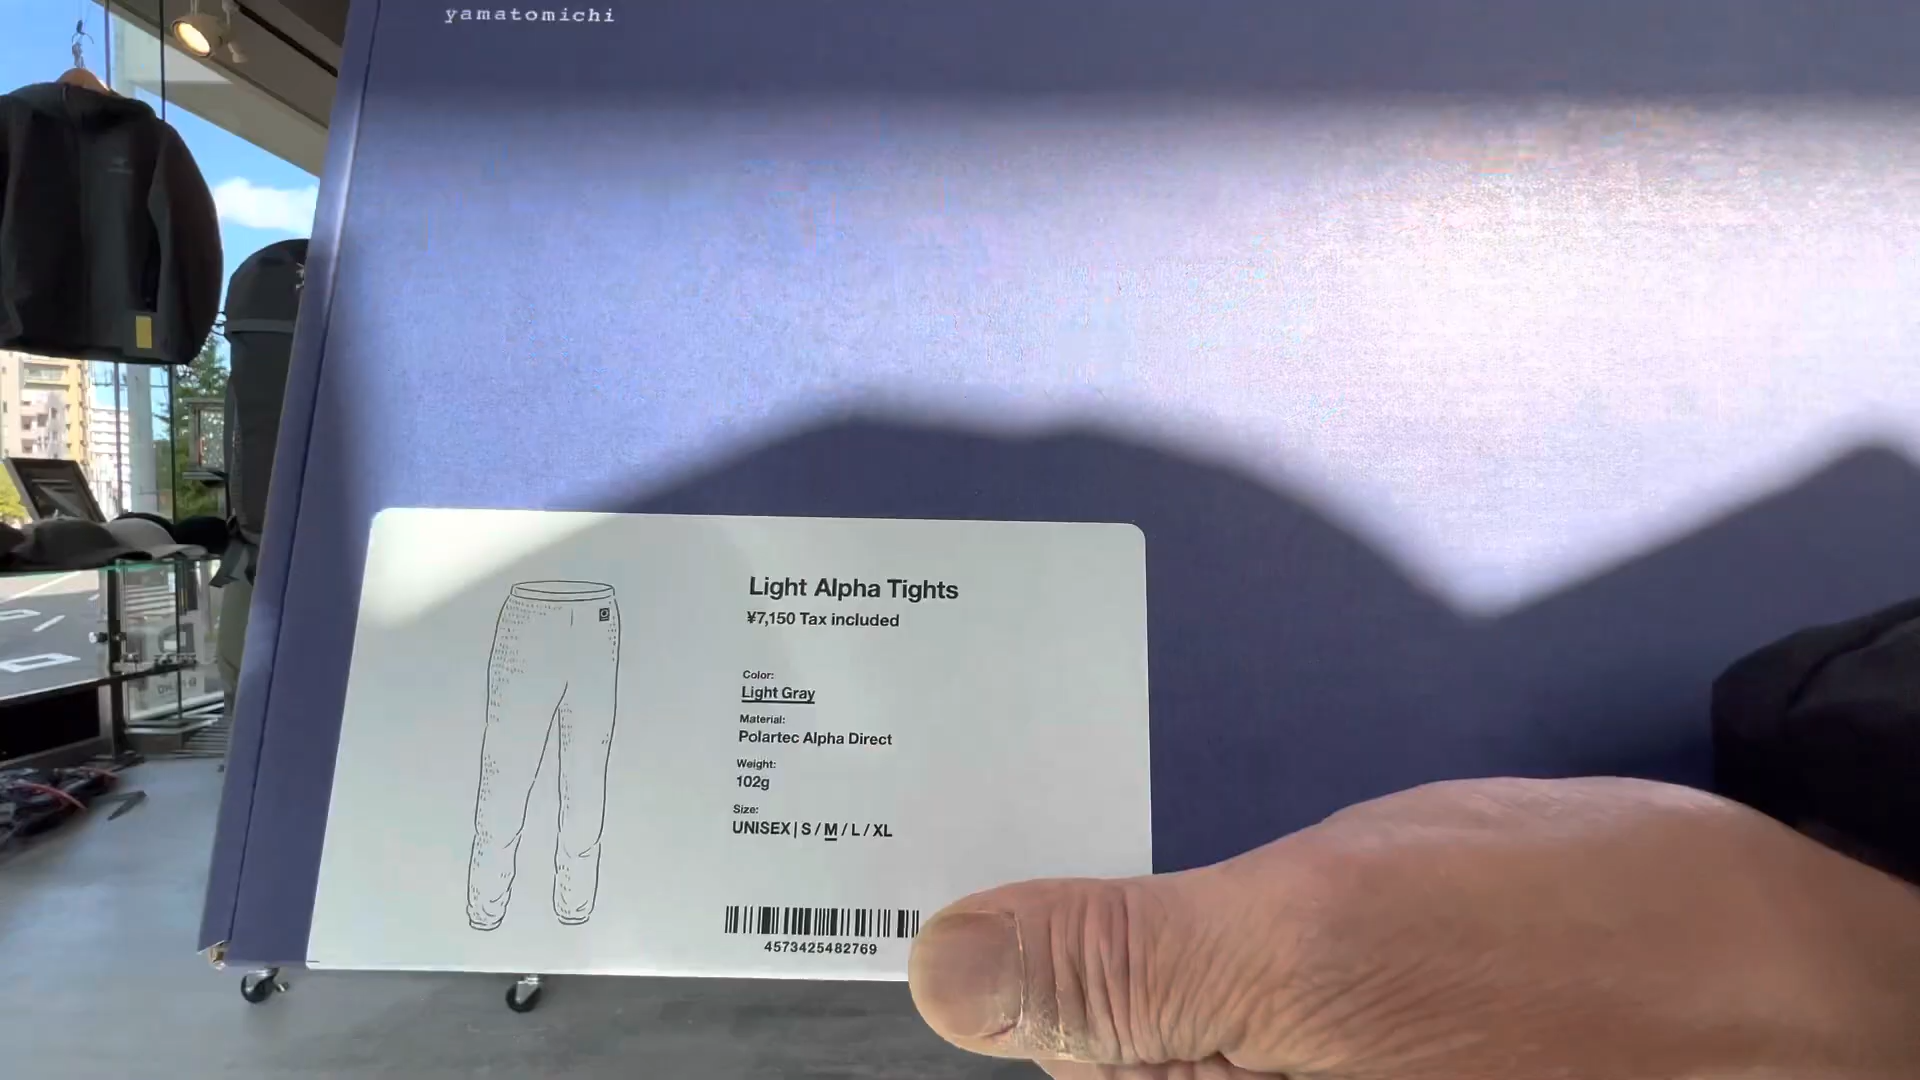 yamatomichi
Light Alpha Tights
¥7,150 Tax included
Color:
Light Gray
Material:
Polartec Alpha Direct
Weight:
102g
Size:
UNISEX | S / M / L / XL
4573425482769